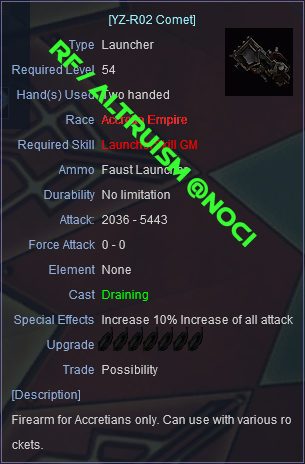 [YZ-R02 Comet]
Type Launcher
Required Level 54
Hand(s) Used Two handed
Race Accretia Empire
Required Skill Launcher Skill GM
Ammo Faust Launcher
Durability No limitation
Attack: 2036 - 5443
Force Attack 0 - 0
Element None
Cast Draining
Special Effects Increase 10% Increase of all attack
Upgrade
Trade Possibility
[Description]
Firearm for Accretians only. Can use with various ro
ckets.
RF / ALTRUISM @NOCI